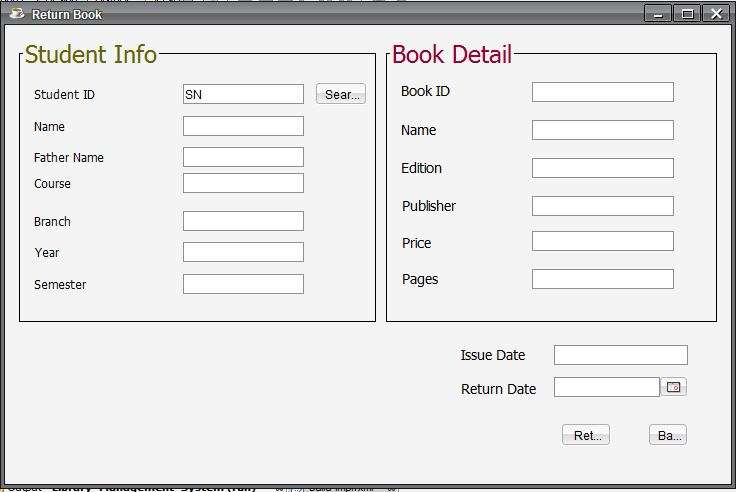 Return Book
Student Info
Student ID
SN
Sear...
Name
Father Name
Course
Branch
Year
Semester
Book Detail
Book ID
Name
Edition
Publisher
Price
Pages
Issue Date
Return Date
Ret...
Ba...